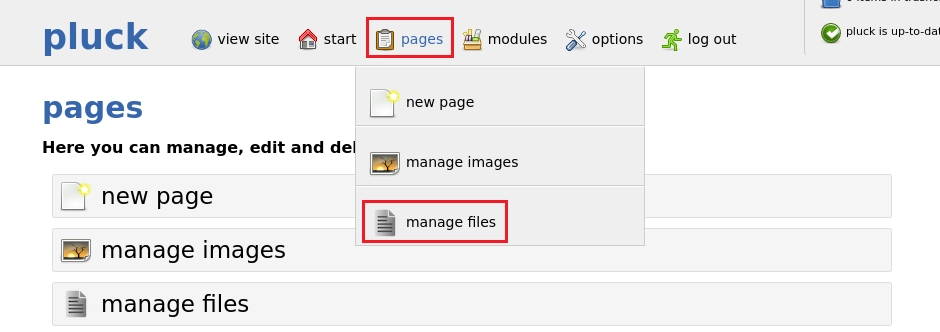 pluck
view site
start
pages
modules
options
log out
pluck is up-to-dat
new page
manage images
manage files
pages
Here you can manage, edit and del
new page
manage images
manage files